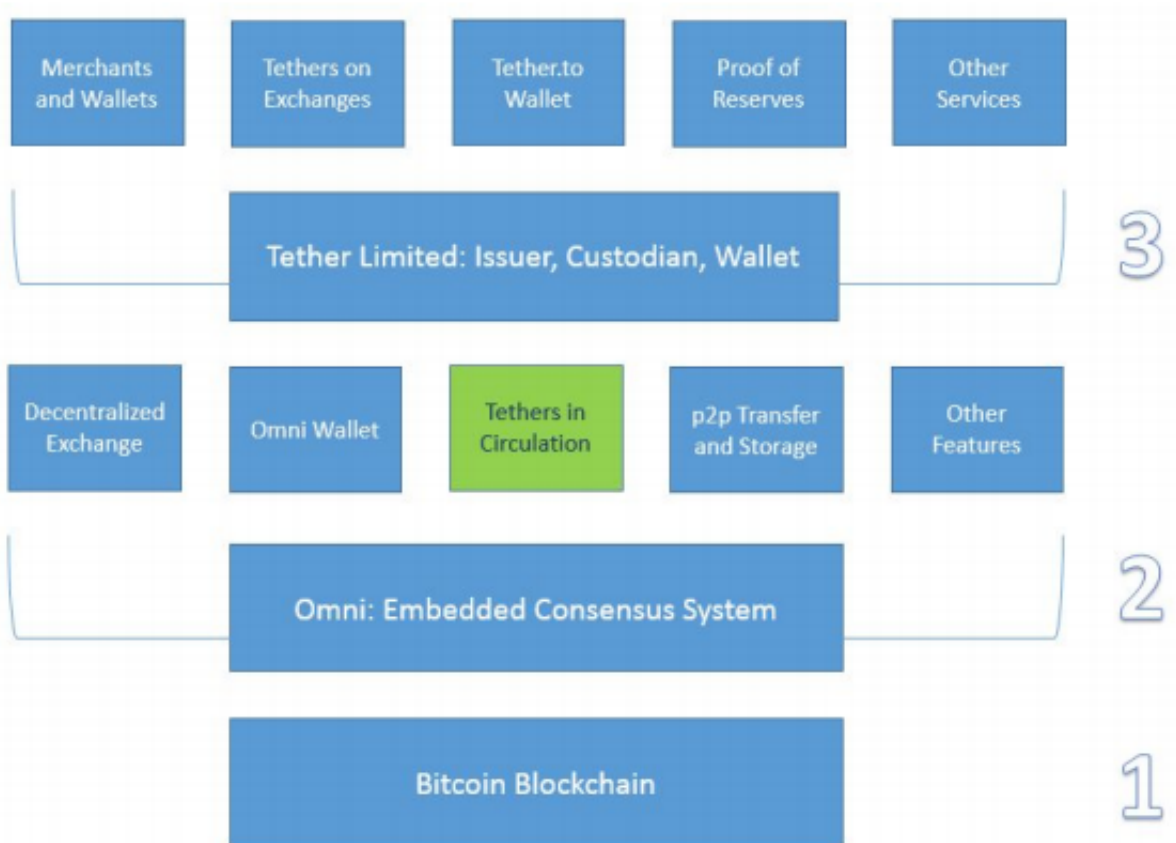 Merchants
and Wallets
Tethers on
Exchanges
Tether.to
Wallet
Proof of
Reserves
Other
Services
Tether Limited: Issuer, Custodian, Wallet
3
Decentralized
Exchange
Omni Wallet
Tethers in
Circulation
p2p Transfer
and Storage
Other
Features
Omni: Embedded Consensus System
2
Bitcoin Blockchain
1